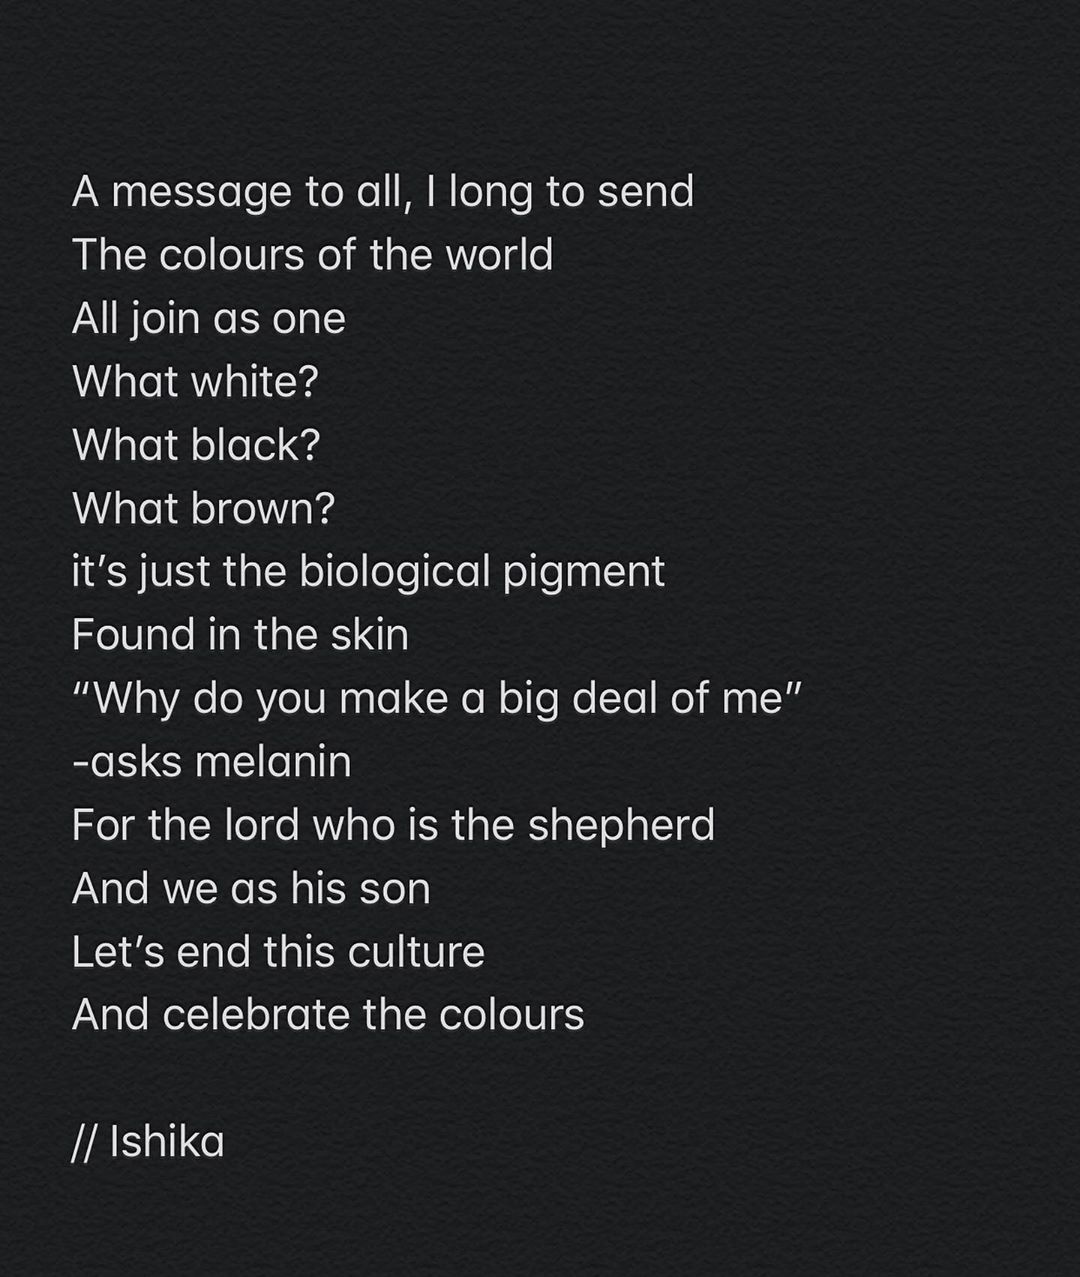 A message to all, I long to send
The colours of the world
All join as one
What white?
What black?
What brown?
it’s just the biological pigment
Found in the skin
“Why do you make a big deal of me”
-asks melanin
For the lord who is the shepherd
And we as his son
Let’s end this culture
And celebrate the colours
// Ishika